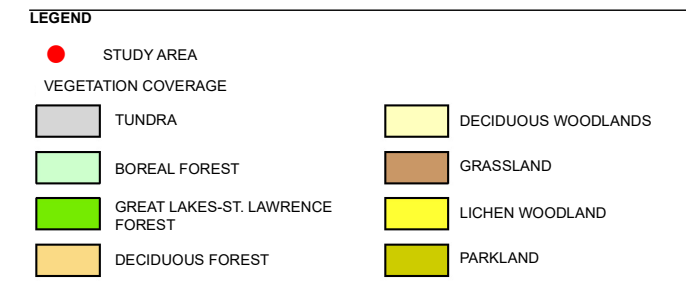 LEGEND
STUDY AREA
VEGETATION COVERAGE
TUNDRA
BOREAL FOREST
GREAT LAKES-ST. LAWRENCE
FOREST
DECIDUOUS FOREST
DECIDUOUS WOODLANDS
GRASSLAND
LICHEN WOODLAND
PARKLAND